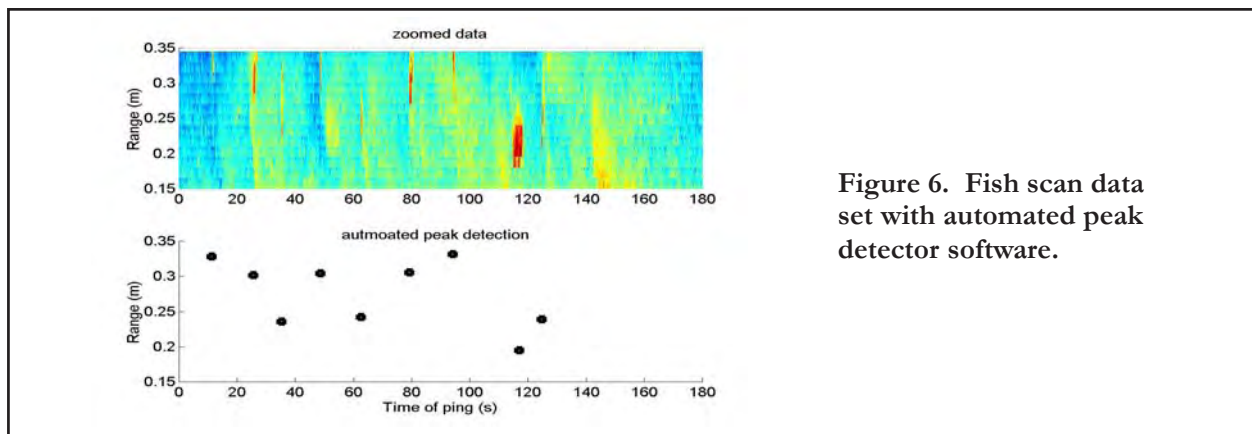 zoomed data
0.35
0.3
0.25
0.2
0.15
Range (m)
0 20 40 60 80 100 120 140 160 180
autmoated peak detection
0.35
0.3
0.25
0.2
0.15
Range (m)
0 20 40 60 80 100 120 140 160 180
Time of ping (s)
Figure 6. Fish scan data
set with automated peak
detector software.